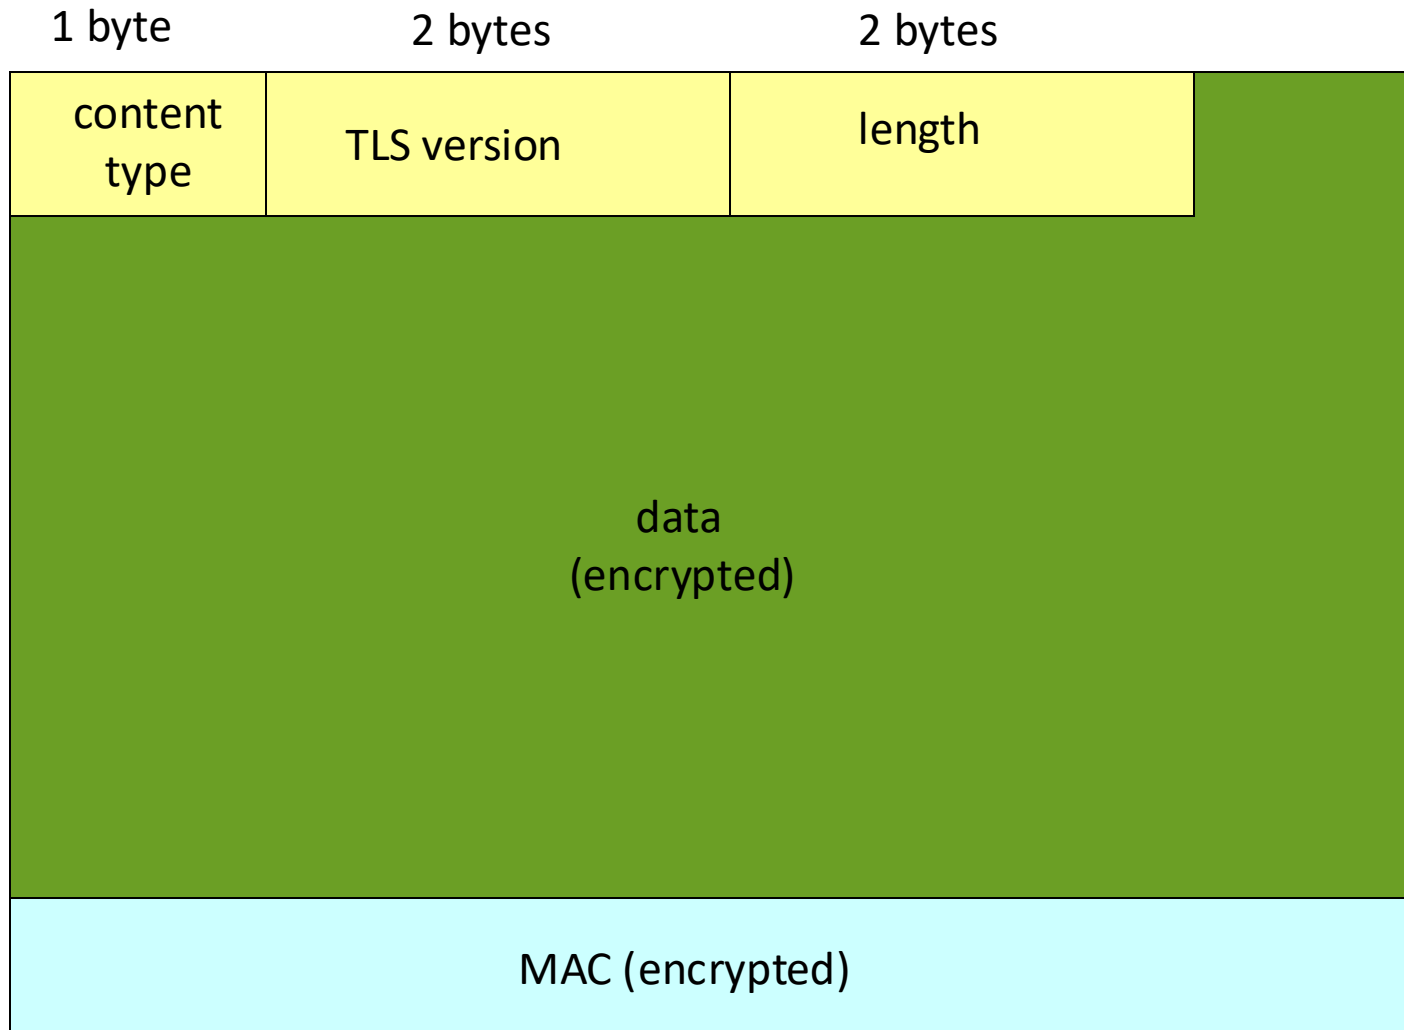 1 byte
2 bytes
2 bytes
content
type
TLS version
length
data
(encrypted)
MAC (encrypted)